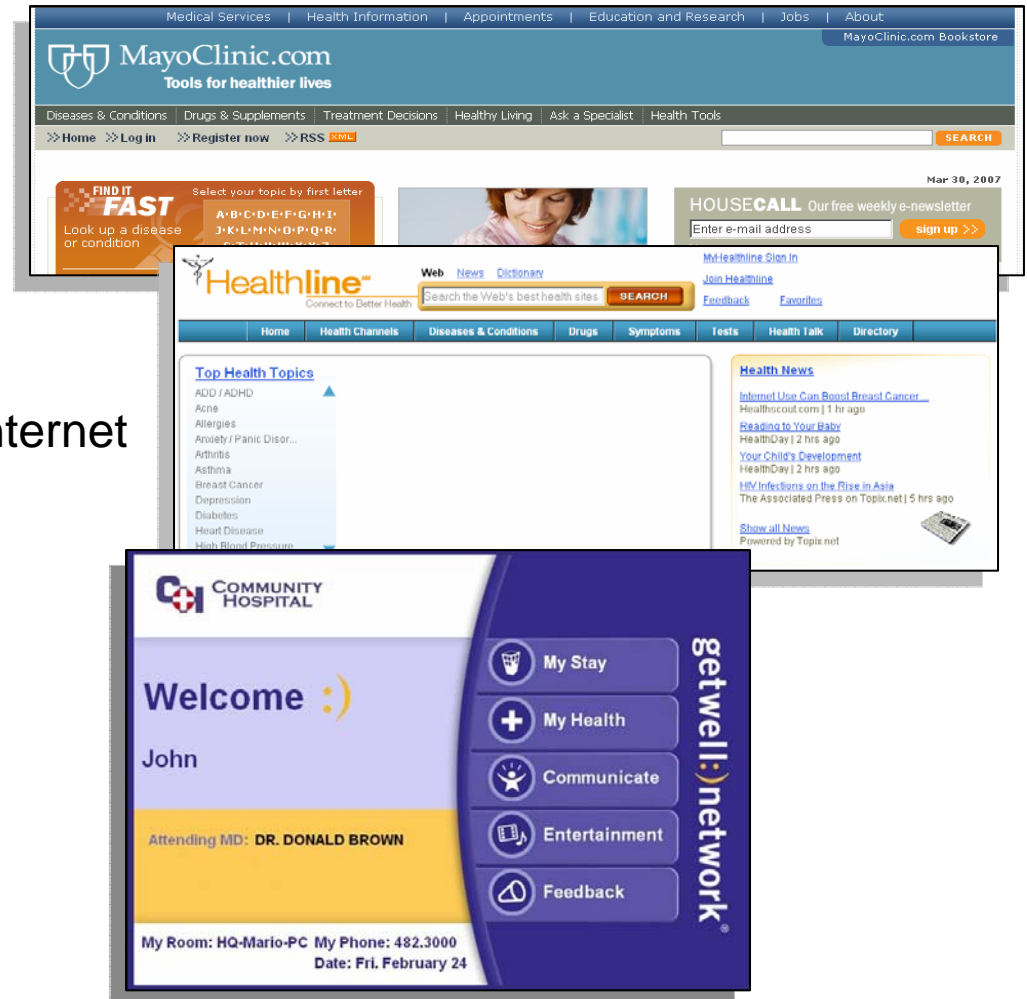 Medical Services | Health Information | Appointments | Education and Research | Jobs | About
MayoClinic.com Bookstore
MayoClinic.com
Tools for healthier lives
Diseases & Conditions | Drugs & Supplements | Treatment Decisions | Healthy Living | Ask a Specialist | Health Tools
>> Home >> Log in >> Register now >> RSS XML
SEARCH
Mar 30, 2007
FIND IT
FAST
Look up a disease
or condition
Select your topic by first letter
A•B•C•D•E•F•G•H•I•
J•K•L•M•N•O•P•Q•R•
HOUSECALL Our free weekly e-newsletter
Enter e-mail address
sign up >>
Healthline
Connect to Better Health
Web News Dictionary
Search the Web's best health sites SEARCH
MyHealthline Sign In
Join Healthline
Feedback Favorites
Home Health Channels Diseases & Conditions Drugs Symptoms Tests Health Talk Directory
Top Health Topics
ADD / ADHD
Acne
Allergies
Anxiety / Panic Disor...
Arthritis
Asthma
Breast Cancer
Depression
Diabetes
Heart Disease
High Blood Pressure
Health News
Internet Use Can Boost Breast Cancer ...
Healthscout.com | 1 hr ago
Reading to Your Baby
HealthDay | 2 hrs ago
Your Child's Development
HealthDay | 2 hrs ago
HIV Infections on the Rise in Asia
The Associated Press on Topix.net | 5 hrs ago
Show all News
Powered by Topix.net
nternet
CH COMMUNITY
HOSPITAL
Welcome :)
John
Attending MD: DR. DONALD BROWN
My Room: HQ-Mario-PC My Phone: 482.3000
Date: Fri. February 24
My Stay
My Health
Communicate
Entertainment
Feedback
getwell:)network®